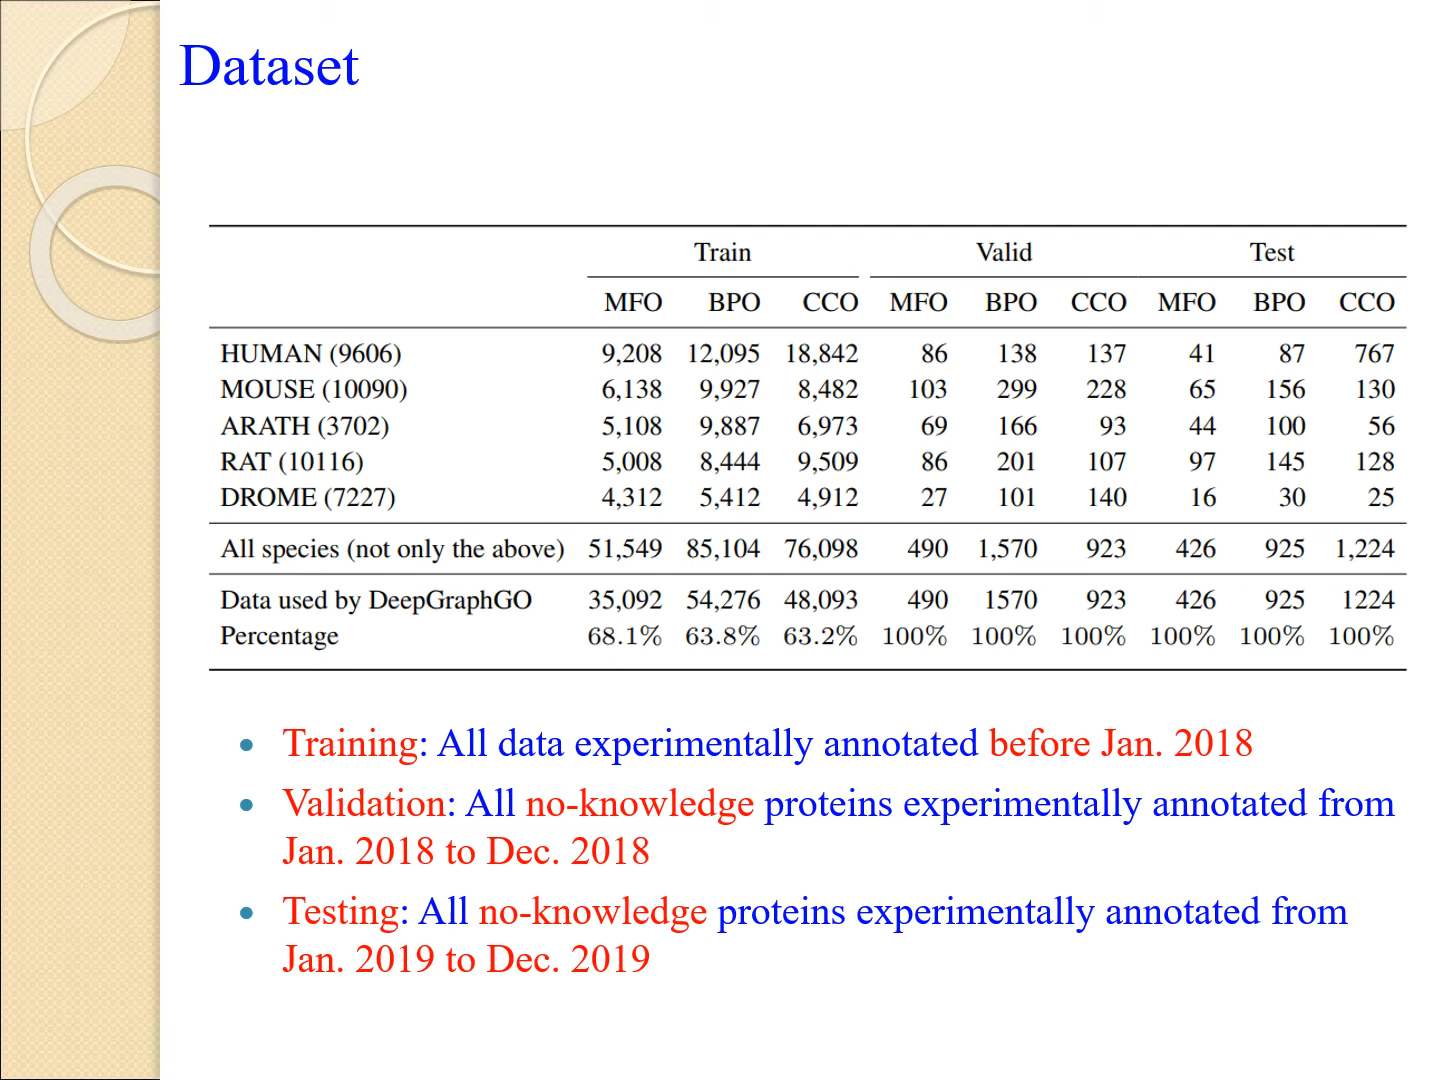 Dataset
Train Valid Test
MFO BPO CCO MFO BPO CCO MFO BPO CCO
HUMAN (9606) 9,208 12,095 18,842 86 138 137 41 87 767
MOUSE (10090) 6,138 9,927 8,482 103 299 228 65 156 130
ARATH (3702) 5,108 9,887 6,973 69 166 93 44 100 56
RAT (10116) 5,008 8,444 9,509 86 201 107 97 145 128
DROME (7227) 4,312 5,412 4,912 27 101 140 16 30 25
All species (not only the above) 51,549 85,104 76,098 490 1,570 923 426 925 1,224
Data used by DeepGraphGO 35,092 54,276 48,093 490 1570 923 426 925 1224
Percentage 68.1% 63.8% 63.2% 100% 100% 100% 100% 100% 100%
• Training: All data experimentally annotated before Jan. 2018
• Validation: All no-knowledge proteins experimentally annotated from
Jan. 2018 to Dec. 2018
• Testing: All no-knowledge proteins experimentally annotated from
Jan. 2019 to Dec. 2019